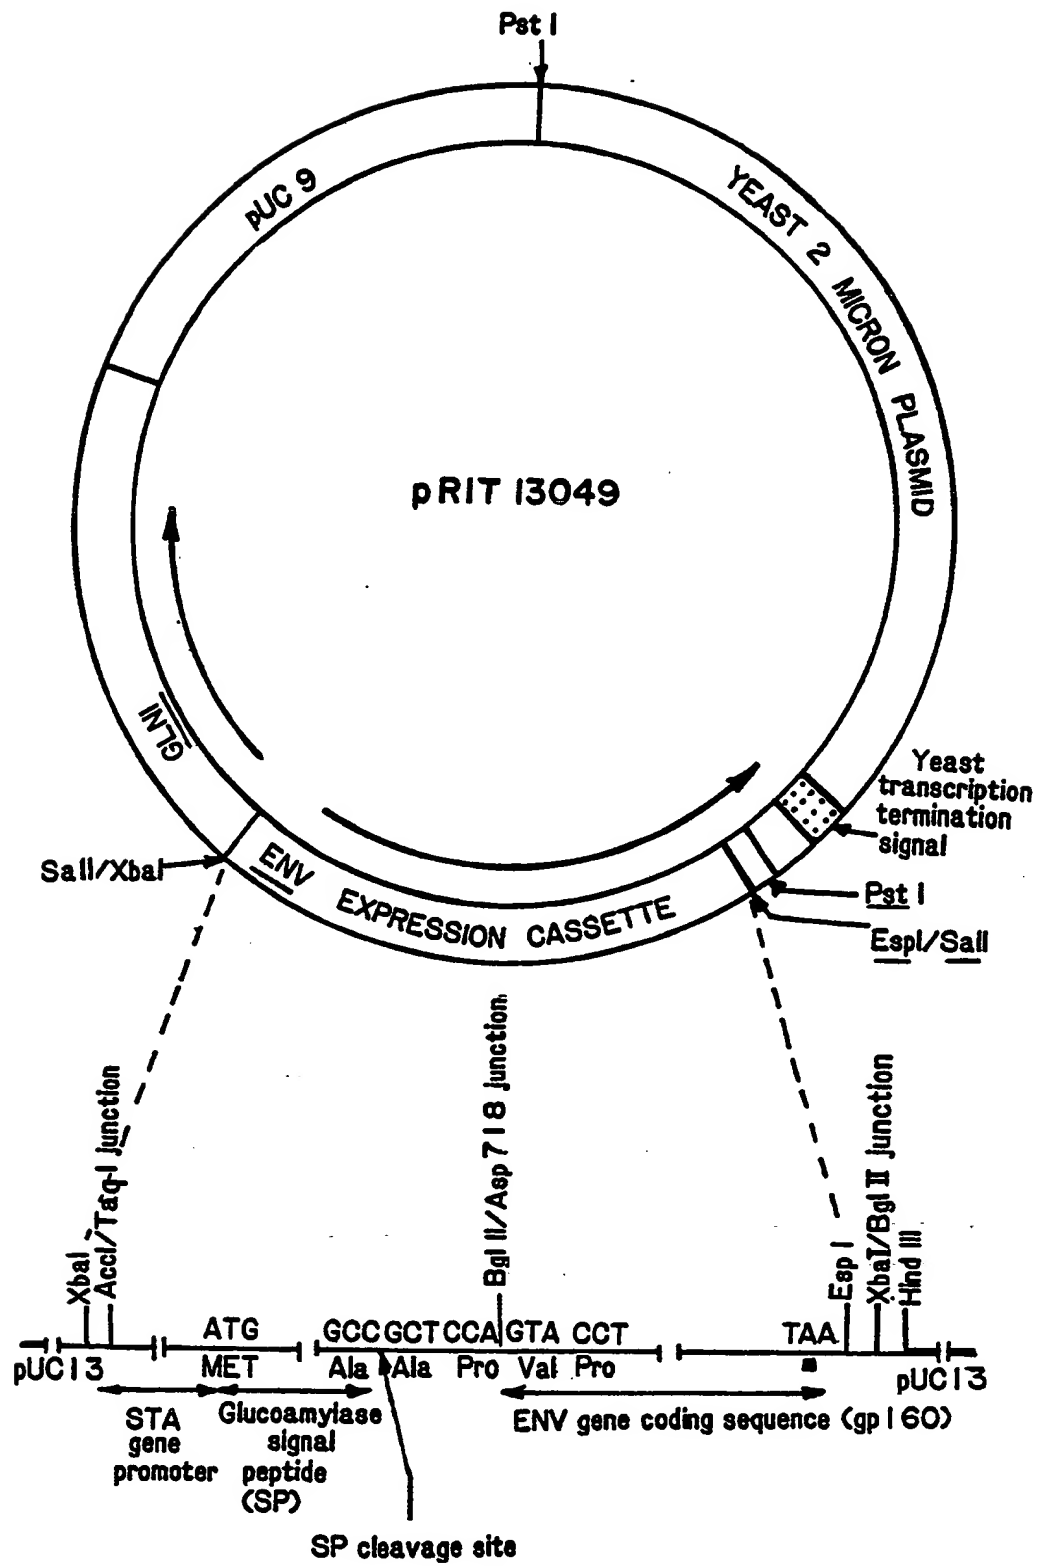 Pst I
pUC 9
YEAST 2 MICRON PLASMID
pRIT 13049
GLN1
Yeast
transcription
termination
signal
SalI/XbaI
ENV EXPRESSION CASSETTE
Pst I
EspI/SalI
XbaI
AccI/Taq-I junction
Bgl II/Asp 718 junction
Esp I
XbaI/Bgl II junction
Hind III
ATG GCC GCT CCA GTA CCT TAA
pUC13 MET Ala Ala Pro Val Pro pUC13
STA
gene
promoter
Glucoamylase
signal
peptide
(SP)
ENV gene coding sequence (gp160)
SP cleavage site